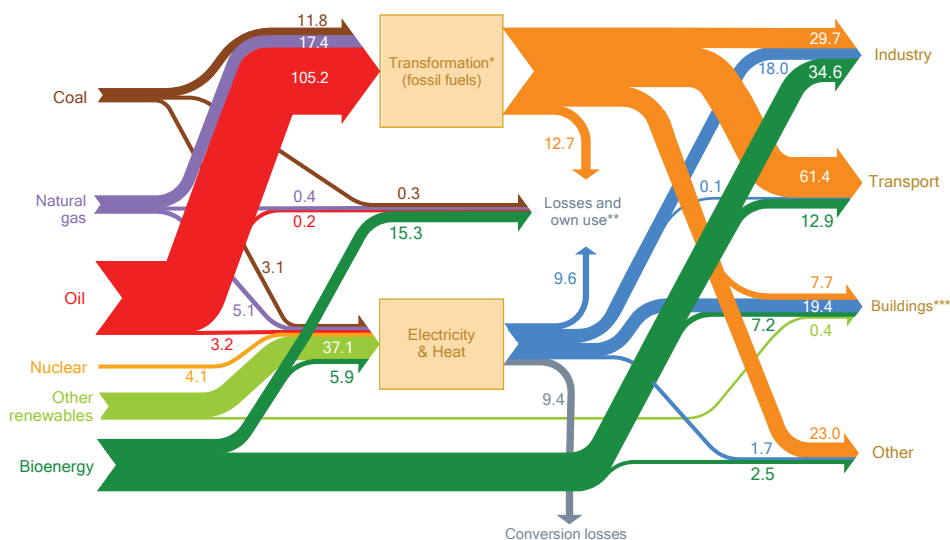 11.8
17.4
105.2
Transformation*
(fossil fuels)
29.7
Industry
18.0
34.6
Coal
12.7
0.1
61.4
Transport
Natural
gas
0.4
0.3
0.2
15.3
Losses and
own use**
12.9
3.1
5.1
9.6
7.7
Buildings***
19.4
7.2
0.4
Oil
3.2
Electricity
& Heat
37.1
Nuclear
4.1
5.9
9.4
Other
renewables
23.0
Other
1.7
2.5
Bioenergy
Conversion losses